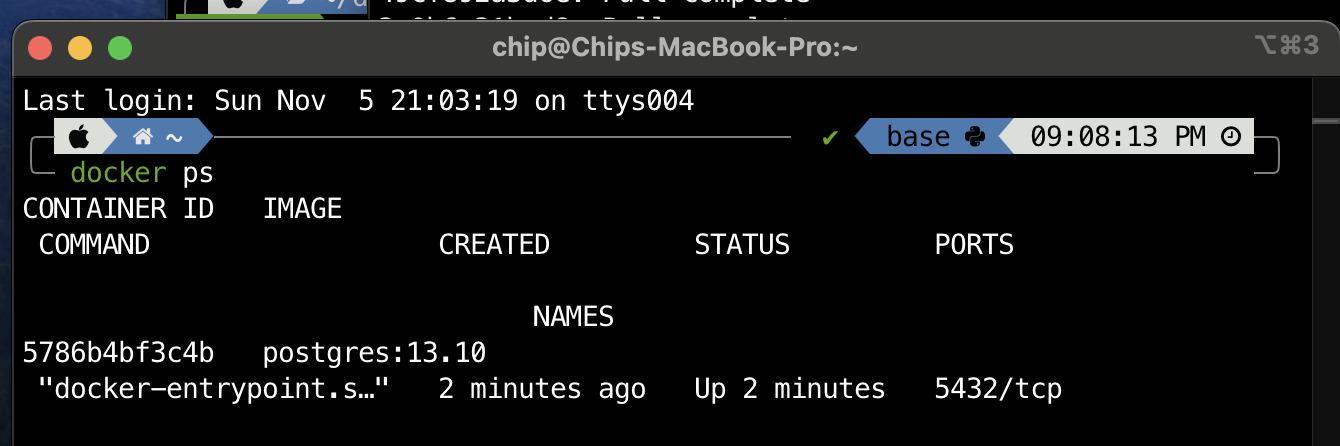 chip@Chips-MacBook-Pro:~ ⌥⌘3
Last login: Sun Nov  5 21:03:19 on ttys004
~ ✔ base 09:08:13 PM
docker ps
CONTAINER ID   IMAGE
COMMAND                  CREATED         STATUS         PORTS
NAMES
5786b4bf3c4b   postgres:13.10
"docker-entrypoint.s…"   2 minutes ago   Up 2 minutes   5432/tcp